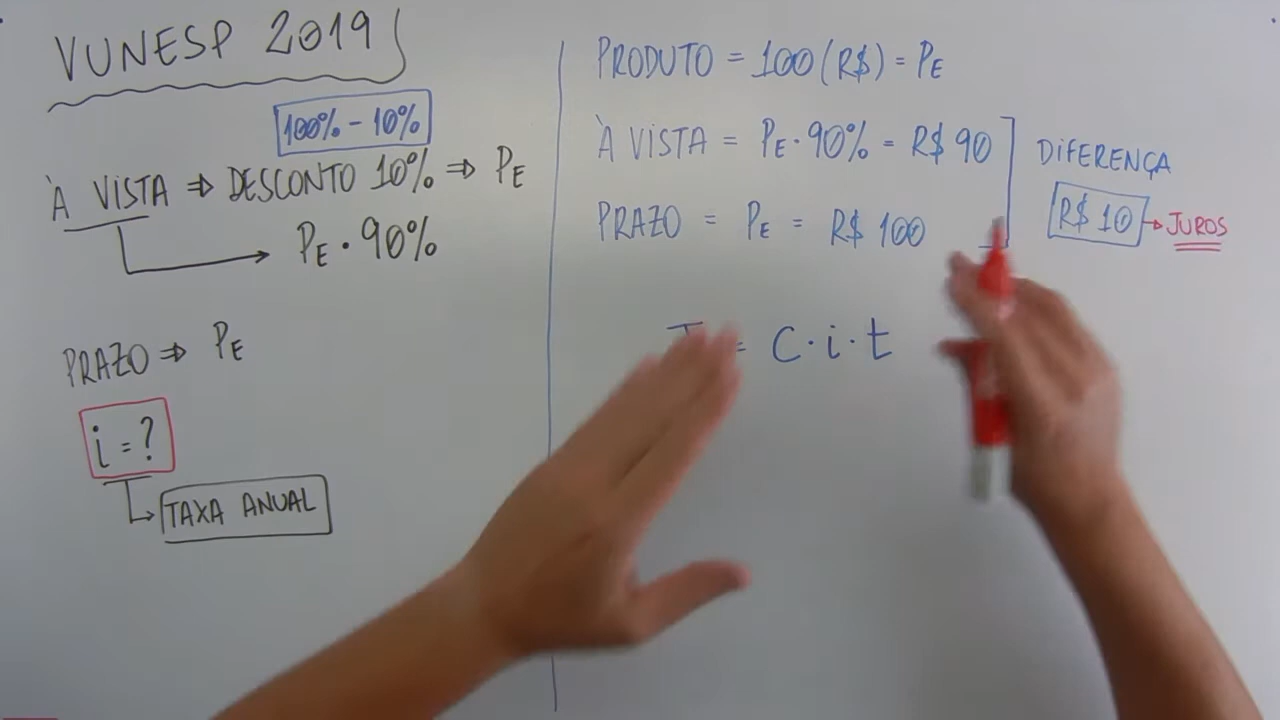 VUNESP 2019
100% - 10%
À VISTA ⇒ DESCONTO 10% ⇒ PE
PE · 90%
PRAZO ⇒ PE
i = ?
TAXA ANUAL
PRODUTO = 100 (R$) = PE
À VISTA = PE · 90% = R$ 90
PRAZO = PE = R$ 100
DIFERENÇA
R$ 10 → JUROS
= C · i · t